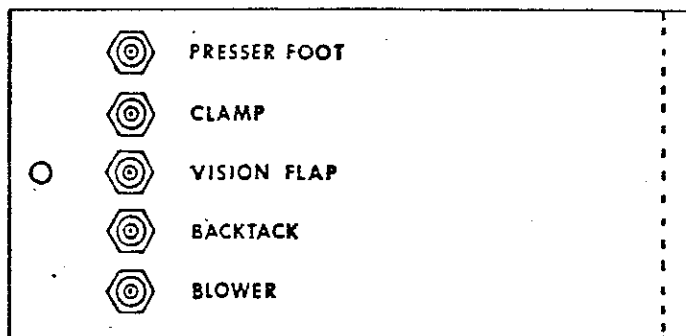 PRESSER FOOT
CLAMP
VISION FLAP
BACKTACK
BLOWER